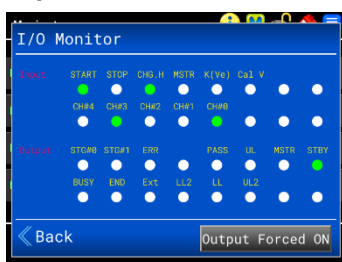 I/O Monitor
Input START STOP CHG.H MSTR K(Ve) Cal V
CH#4 CH#3 CH#2 CH#1 CH#0
Output STG#0 STG#1 ERR PASS UL MSTR STBY
BUSY END Ext LL2 LL UL2
Back Output Forced ON